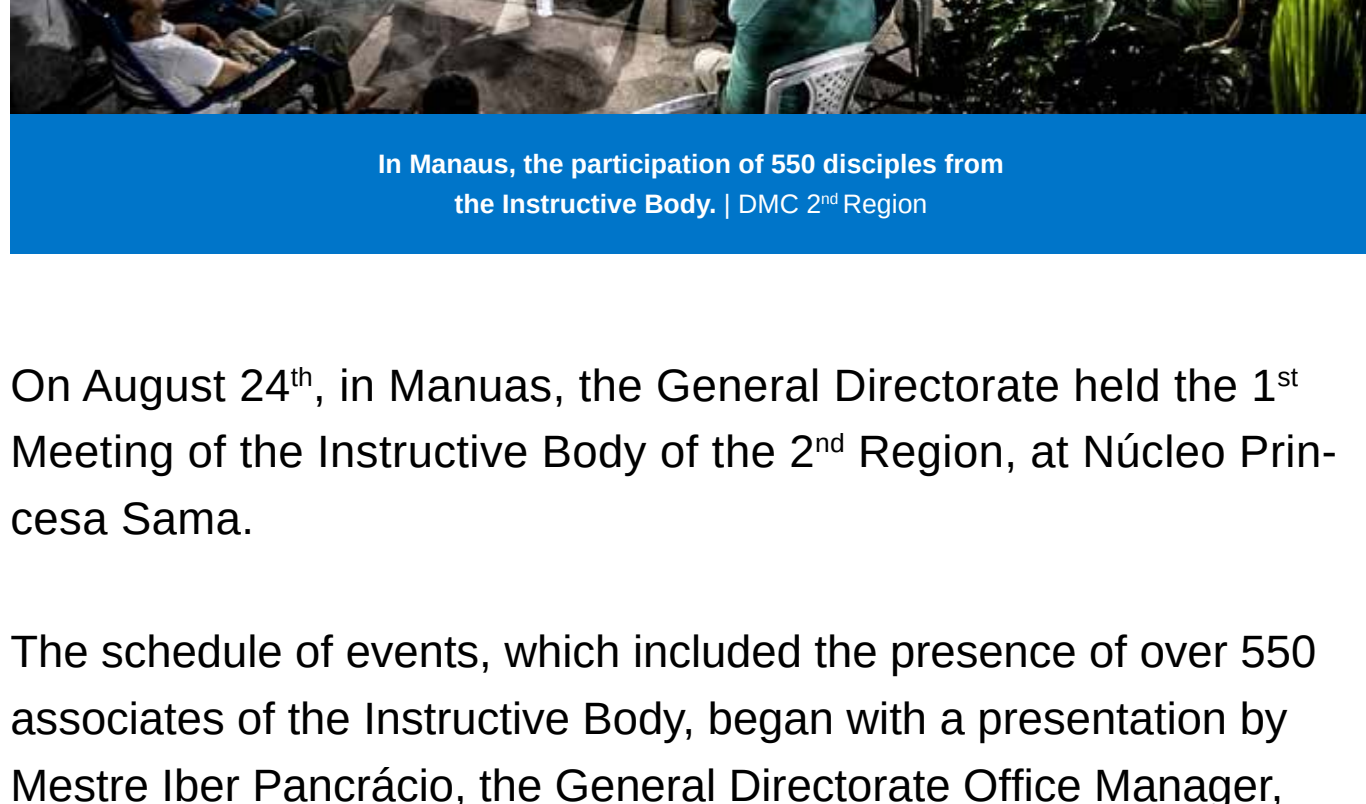 In Manaus, the participation of 550 disciples from
the Instructive Body. | DMC 2nd Region
On August 24th, in Manuas, the General Directorate held the 1st
Meeting of the Instructive Body of the 2nd Region, at Núcleo Prin-
cesa Sama.
The schedule of events, which included the presence of over 550
associates of the Instructive Body, began with a presentation by
Mestre Iber Pancrácio, the General Directorate Office Manager,